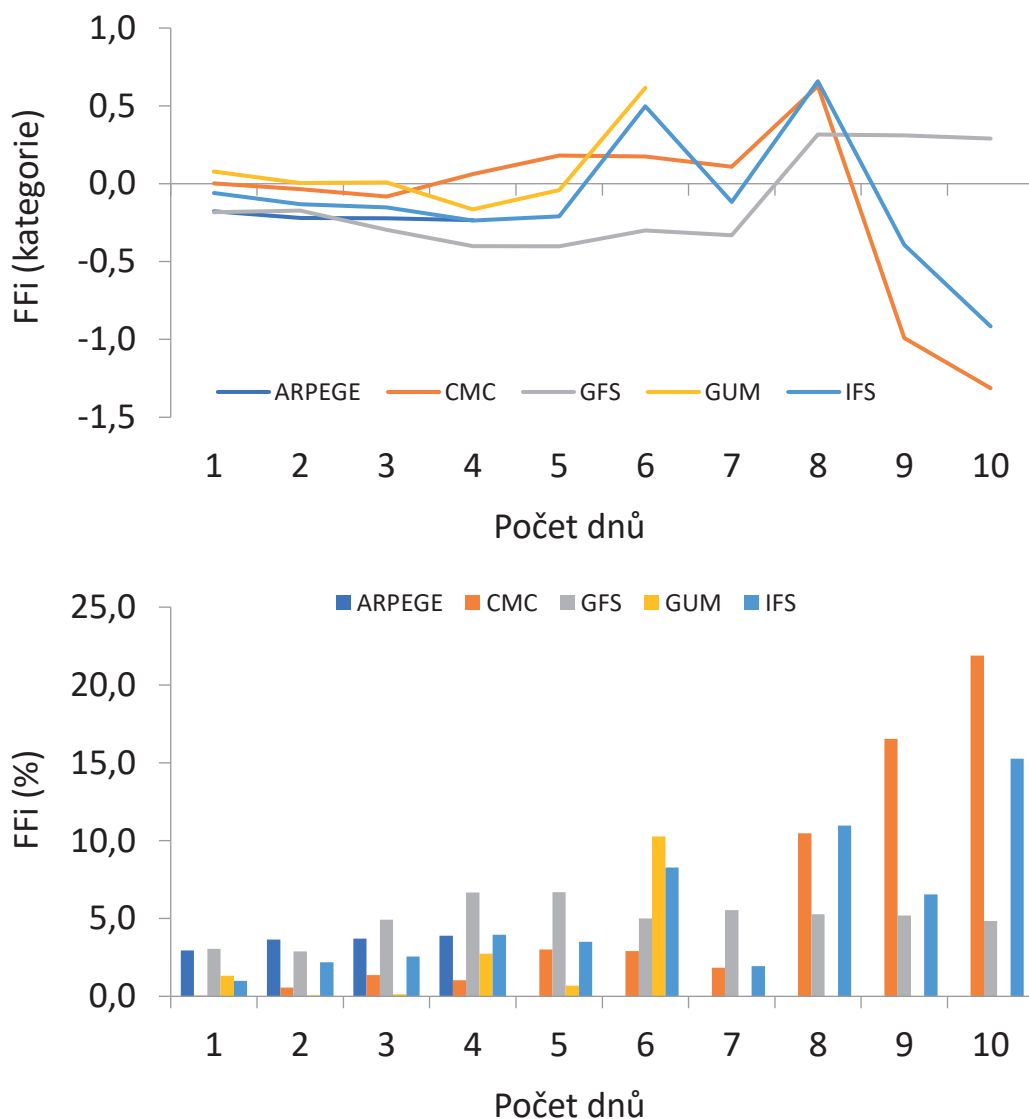 1,0
0,5
0,0
-0,5
-1,0
-1,5
FFi (kategorie)
ARPEGE CMC GFS GUM IFS
1 2 3 4 5 6 7 8 9 10
Počet dnů
ARPEGE CMC GFS GUM IFS
25,0
20,0
15,0
10,0
5,0
0,0
FFi (%)
1 2 3 4 5 6 7 8 9 10
Počet dnů